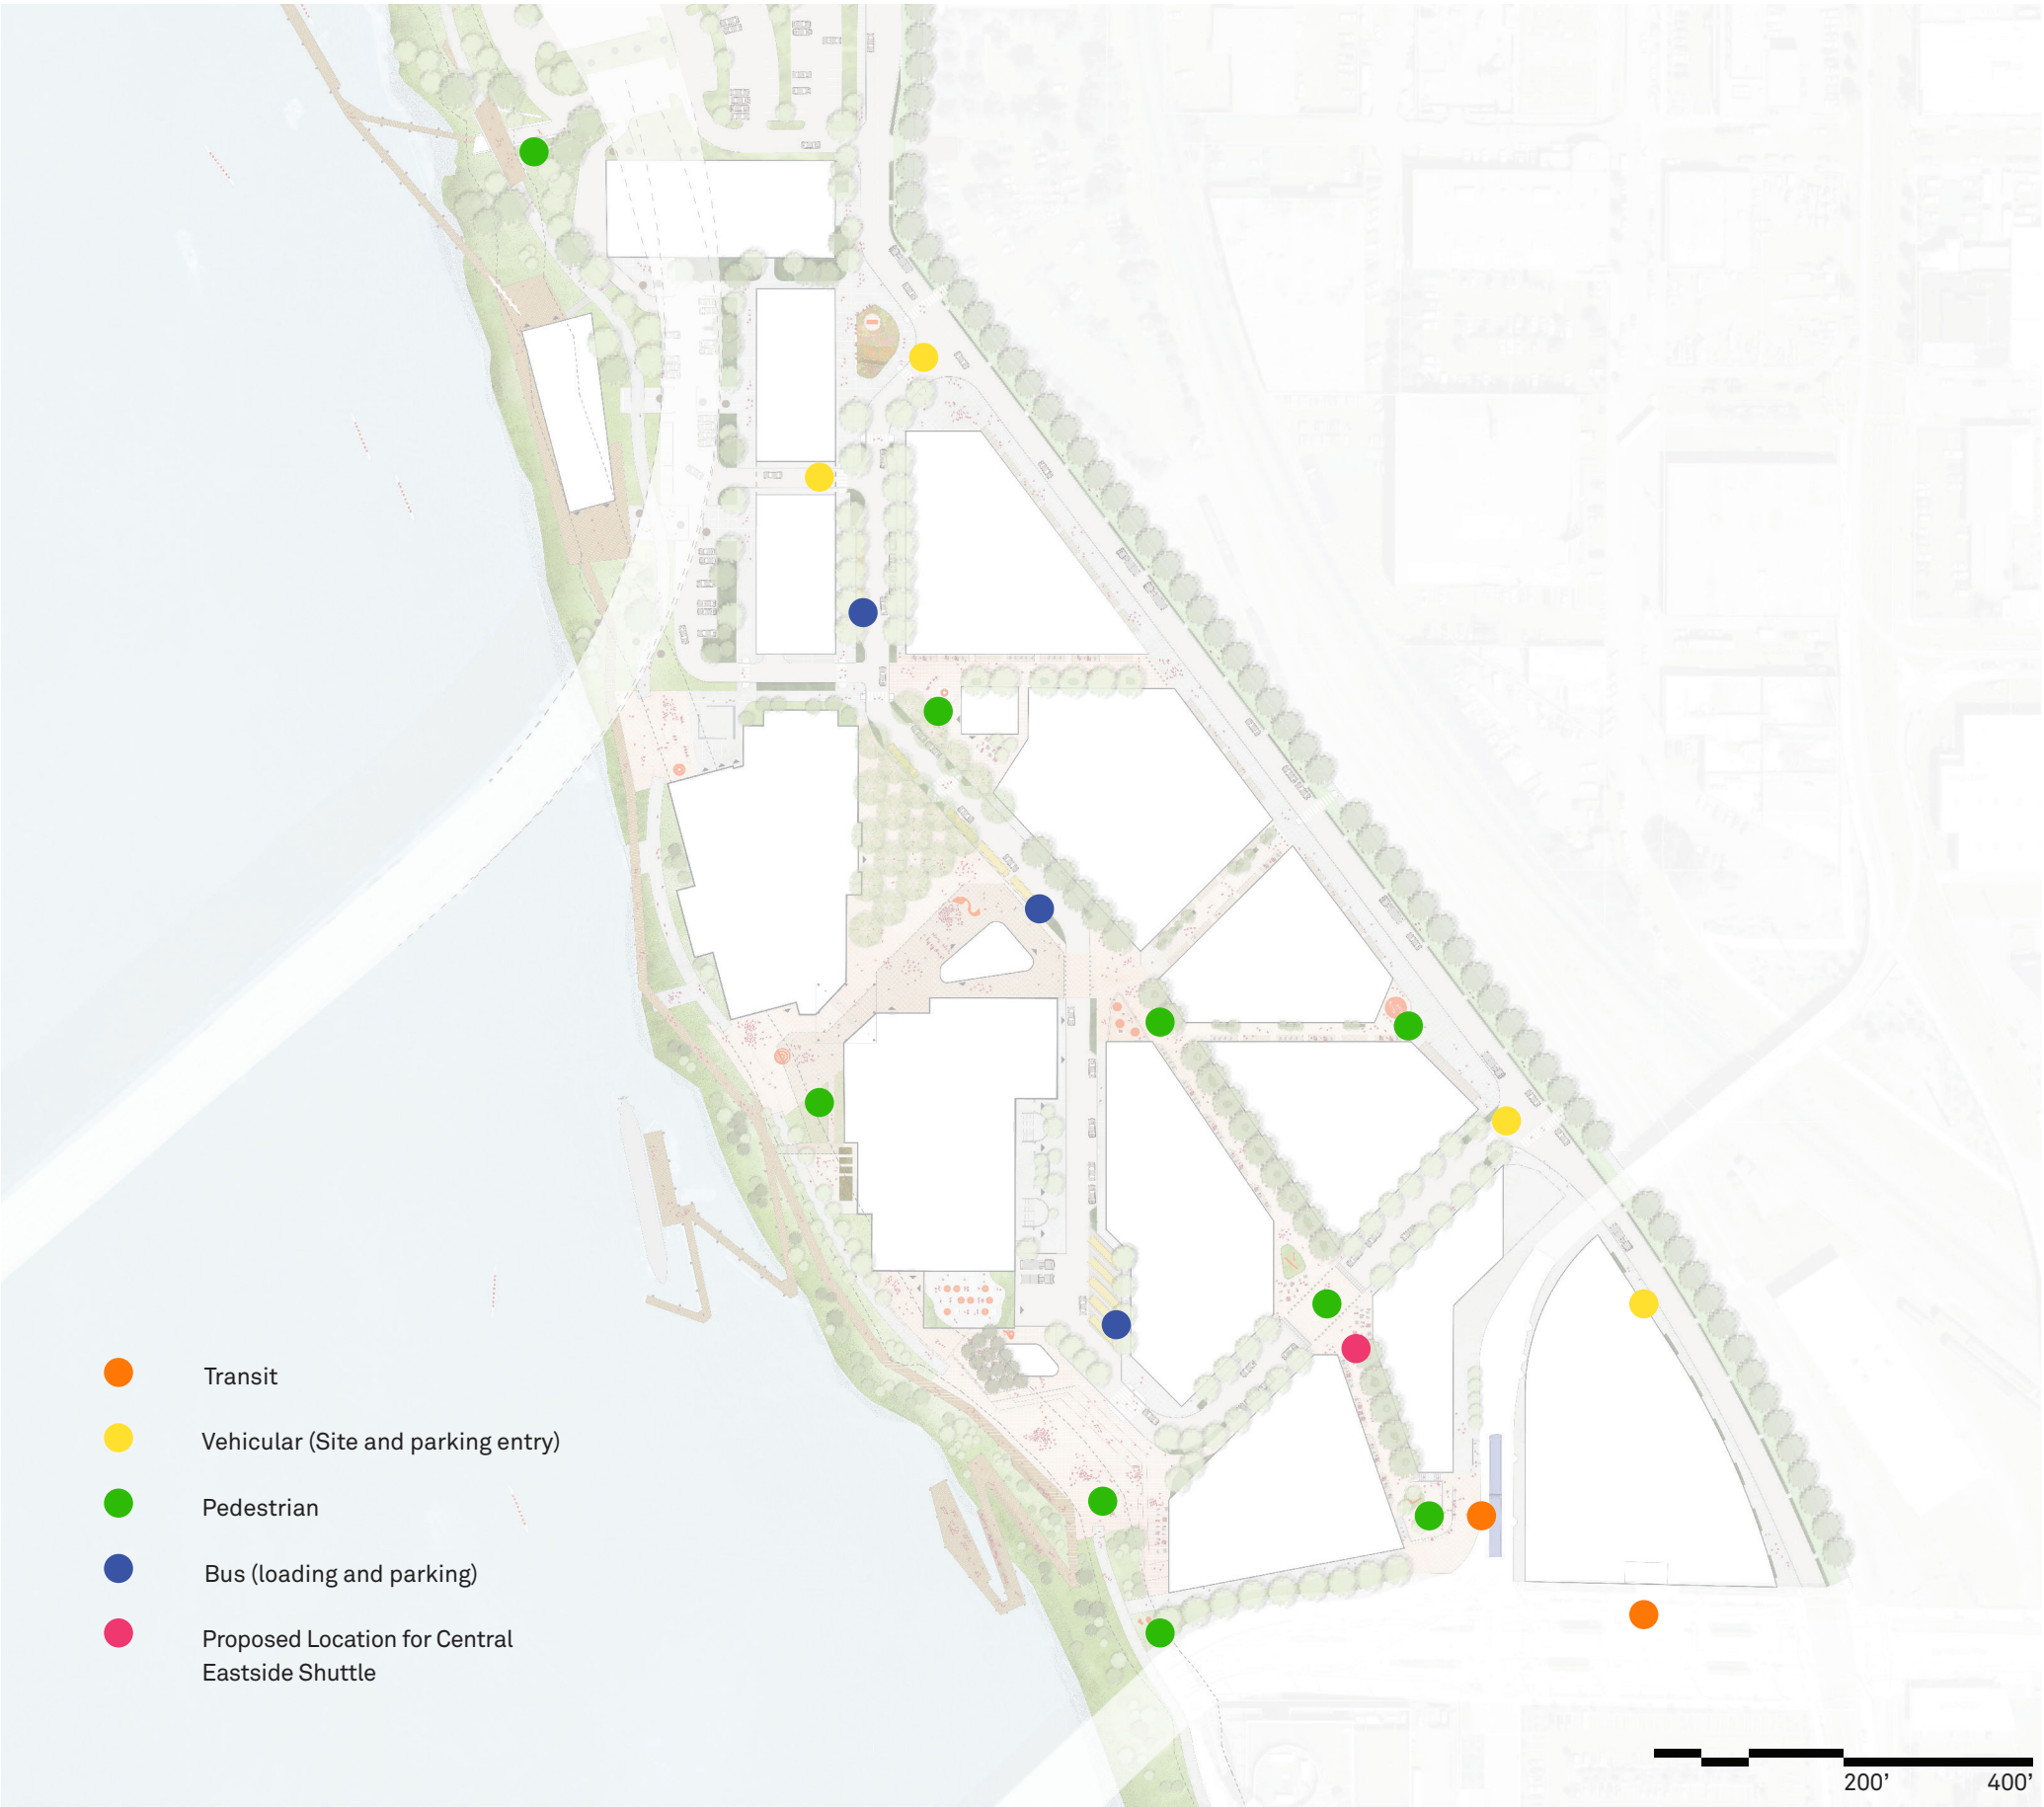 Transit
Vehicular (Site and parking entry)
Pedestrian
Bus (loading and parking)
Proposed Location for Central
Eastside Shuttle
200’
400’